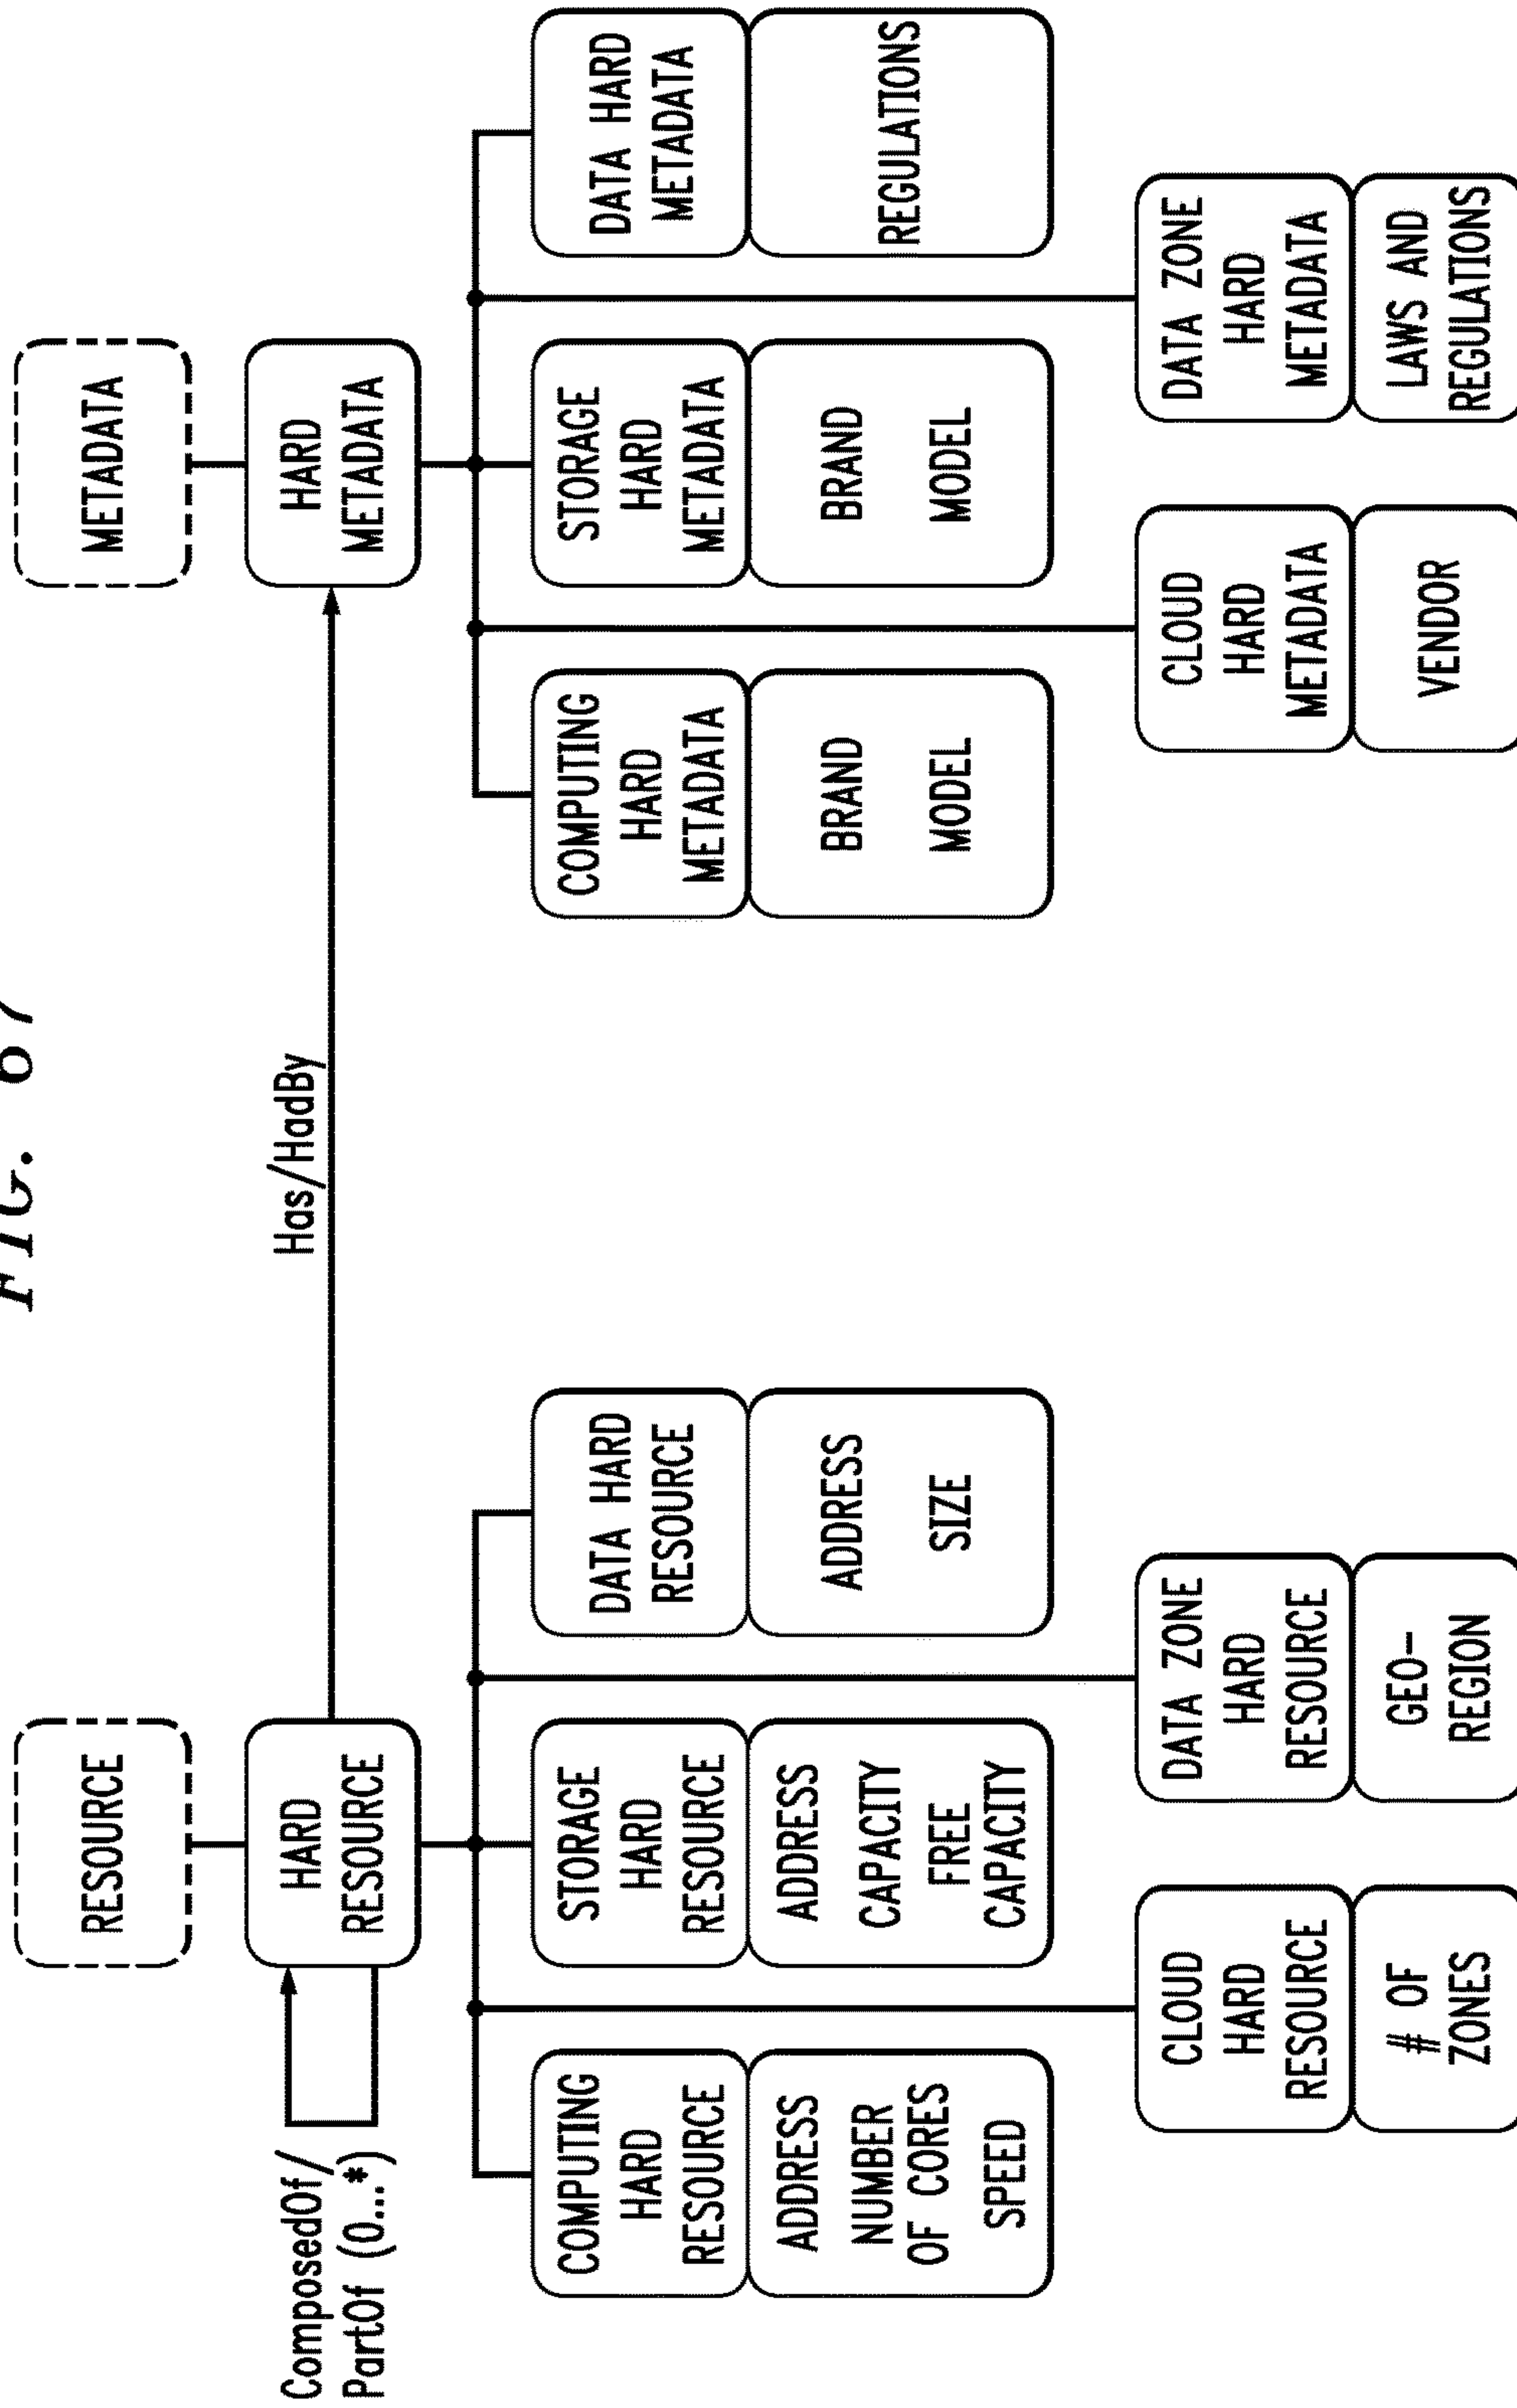 FIG. 67
RESOURCE
METADATA
ComposedOf/
PartOf (0...*)
HARD
RESOURCE
Has/HadBy
HARD
METADATA
COMPUTING
HARD
RESOURCE
ADDRESS
NUMBER
OF CORES
SPEED
STORAGE
HARD
RESOURCE
ADDRESS
CAPACITY
FREE
CAPACITY
DATA HARD
RESOURCE
ADDRESS
SIZE
COMPUTING
HARD
METADATA
BRAND
MODEL
STORAGE
HARD
METADATA
BRAND
MODEL
DATA HARD
METADATA
REGULATIONS
CLOUD
HARD
RESOURCE
# OF
ZONES
DATA ZONE
HARD
RESOURCE
GEO-
REGION
CLOUD
HARD
METADATA
VENDOR
DATA ZONE
HARD
METADATA
LAWS AND
REGULATIONS